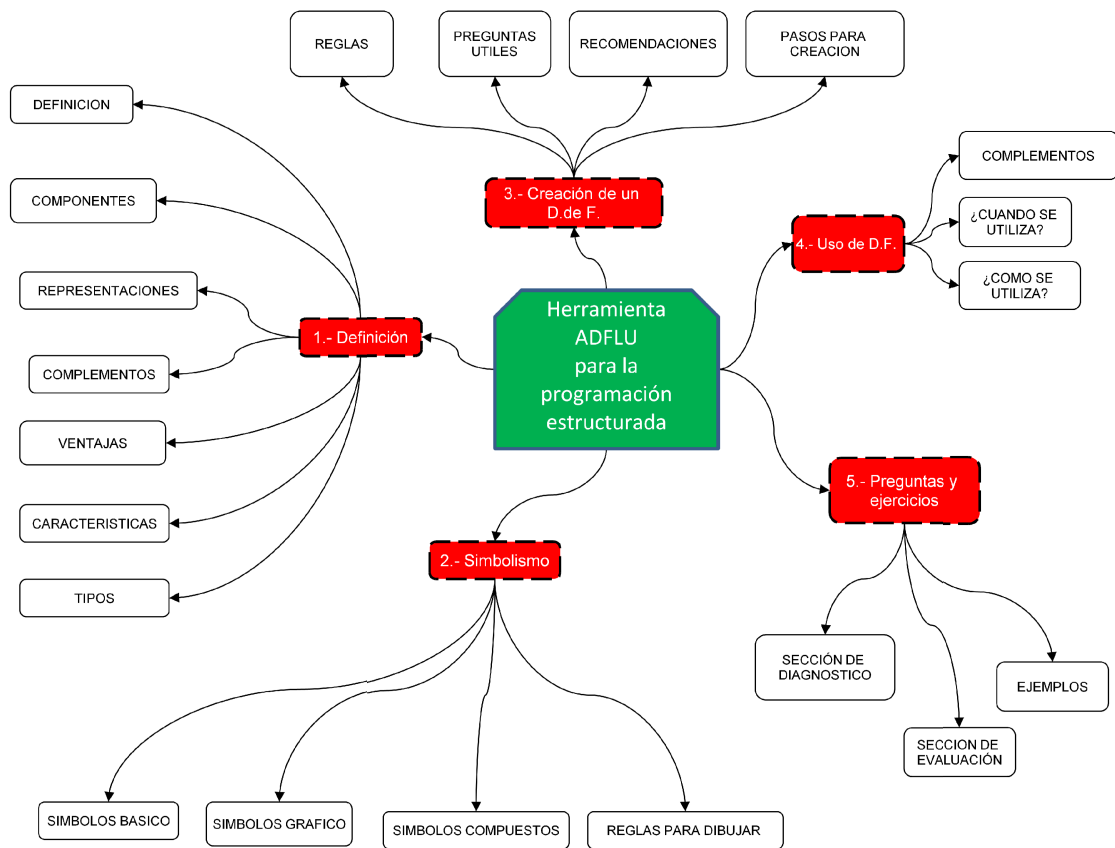 REGLAS
PREGUNTAS
UTILES
RECOMENDACIONES
PASOS PARA
CREACION
DEFINICION
COMPONENTES
REPRESENTACIONES
COMPLEMENTOS
VENTAJAS
CARACTERISTICAS
TIPOS
1.- Definición
3.- Creación de un
D.de F.
4.- Uso de D.F.
COMPLEMENTOS
¿CUANDO SE
UTILIZA?
¿COMO SE
UTILIZA?
Herramienta
ADFLU
para la
programación
estructurada
5.- Preguntas y
ejercicios
2.- Simbolismo
SECCIÓN DE
DIAGNOSTICO
SECCION DE
EVALUACIÓN
EJEMPLOS
SIMBOLOS BASICO
SIMBOLOS GRAFICO
SIMBOLOS COMPUESTOS
REGLAS PARA DIBUJAR